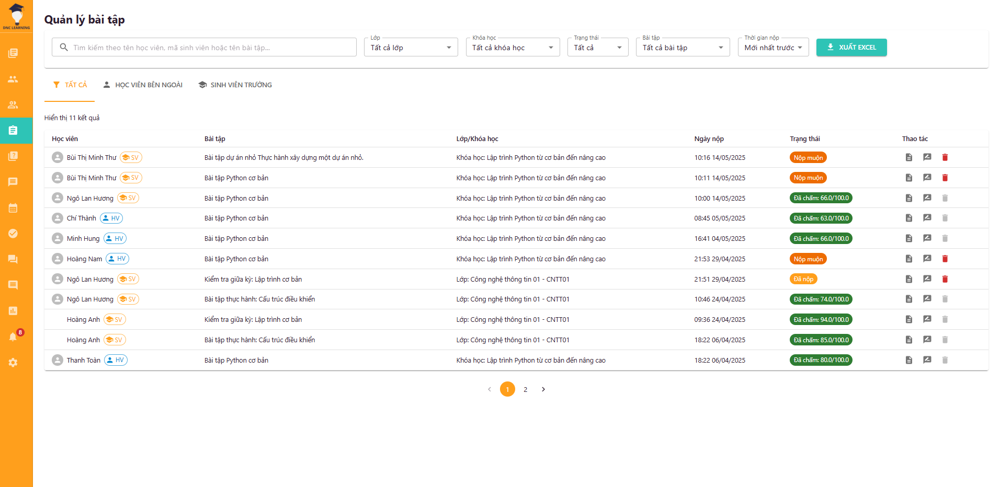 DNC LEARNING
8
Quản lý bài tập
Tìm kiếm theo tên học viên, mã sinh viên hoặc tên bài tập...
Lớp
Tất cả lớp
Khóa học
Tất cả khóa học
Trạng thái
Tất cả
Bài tập
Tất cả bài tập
Thời gian nộp
Mới nhất trước
XUẤT EXCEL
TẤT CẢ HỌC VIÊN BÊN NGOÀI SINH VIÊN TRƯỜNG
Hiển thị 11 kết quả
Học viên Bài tập Lớp/Khóa học Ngày nộp Trạng thái Thao tác
Bùi Thị Minh Thư SV Bài tập dự án nhỏ Thực hành xây dựng một dự án nhỏ. Khóa học: Lập trình Python từ cơ bản đến nâng cao 10:16 14/05/2025 Nộp muộn
Bùi Thị Minh Thư SV Bài tập Python cơ bản Khóa học: Lập trình Python từ cơ bản đến nâng cao 10:11 14/05/2025 Nộp muộn
Ngô Lan Hương SV Bài tập Python cơ bản Khóa học: Lập trình Python từ cơ bản đến nâng cao 10:00 14/05/2025 Đã chấm: 66.0/100.0
Chí Thành HV Bài tập Python cơ bản Khóa học: Lập trình Python từ cơ bản đến nâng cao 08:45 05/05/2025 Đã chấm: 63.0/100.0
Minh Hung HV Bài tập Python cơ bản Khóa học: Lập trình Python từ cơ bản đến nâng cao 16:41 04/05/2025 Đã chấm: 66.0/100.0
Hoàng Nam HV Bài tập Python cơ bản Khóa học: Lập trình Python từ cơ bản đến nâng cao 21:53 29/04/2025 Nộp muộn
Ngô Lan Hương SV Kiểm tra giữa kỳ: Lập trình cơ bản Lớp: Công nghệ thông tin 01 - CNTT01 21:51 29/04/2025 Đã nộp
Ngô Lan Hương SV Bài tập thực hành: Cấu trúc điều khiển Lớp: Công nghệ thông tin 01 - CNTT01 10:46 24/04/2025 Đã chấm: 74.0/100.0
Hoàng Anh SV Kiểm tra giữa kỳ: Lập trình cơ bản Lớp: Công nghệ thông tin 01 - CNTT01 09:36 24/04/2025 Đã chấm: 94.0/100.0
Hoàng Anh SV Bài tập thực hành: Cấu trúc điều khiển Lớp: Công nghệ thông tin 01 - CNTT01 18:22 06/04/2025 Đã chấm: 85.0/100.0
Thanh Toàn HV Bài tập Python cơ bản Khóa học: Lập trình Python từ cơ bản đến nâng cao 18:22 06/04/2025 Đã chấm: 80.0/100.0
1 2